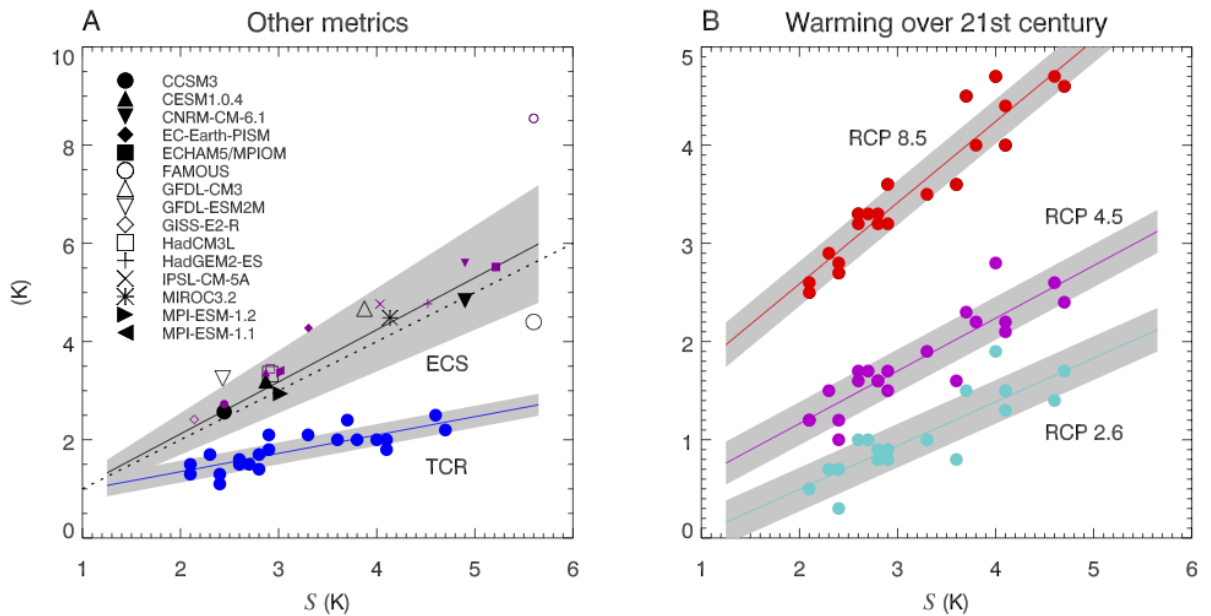 A
Other metrics
10
8
6
4
2
0
(K)
CCSM3
CESM1.0.4
CNRM-CM-6.1
EC-Earth-PISM
ECHAM5/MPIOM
FAMOUS
GFDL-CM3
GFDL-ESM2M
GISS-E2-R
HadCM3L
HadGEM2-ES
IPSL-CM-5A
MIROC3.2
MPI-ESM-1.2
MPI-ESM-1.1
ECS
TCR
1 2 3 4 5 6
S (K)
B
Warming over 21st century
5
4
3
2
1
0
RCP 8.5
RCP 4.5
RCP 2.6
1 2 3 4 5 6
S (K)